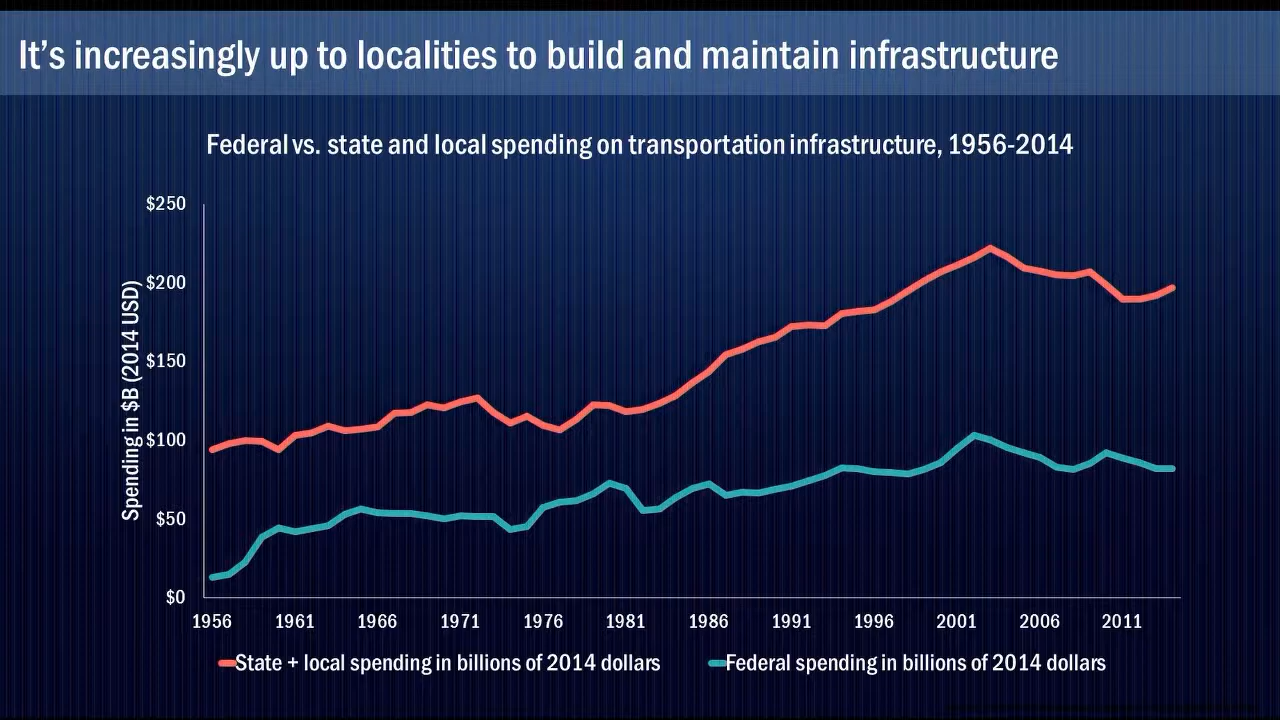 It's increasingly up to localities to build and maintain infrastructure
Federal vs. state and local spending on transportation infrastructure, 1956-2014
Spending in $B (2014 USD)
$250
$200
$150
$100
$50
$0
1956 1961 1966 1971 1976 1981 1986 1991 1996 2001 2006 2011
State + local spending in billions of 2014 dollars Federal spending in billions of 2014 dollars